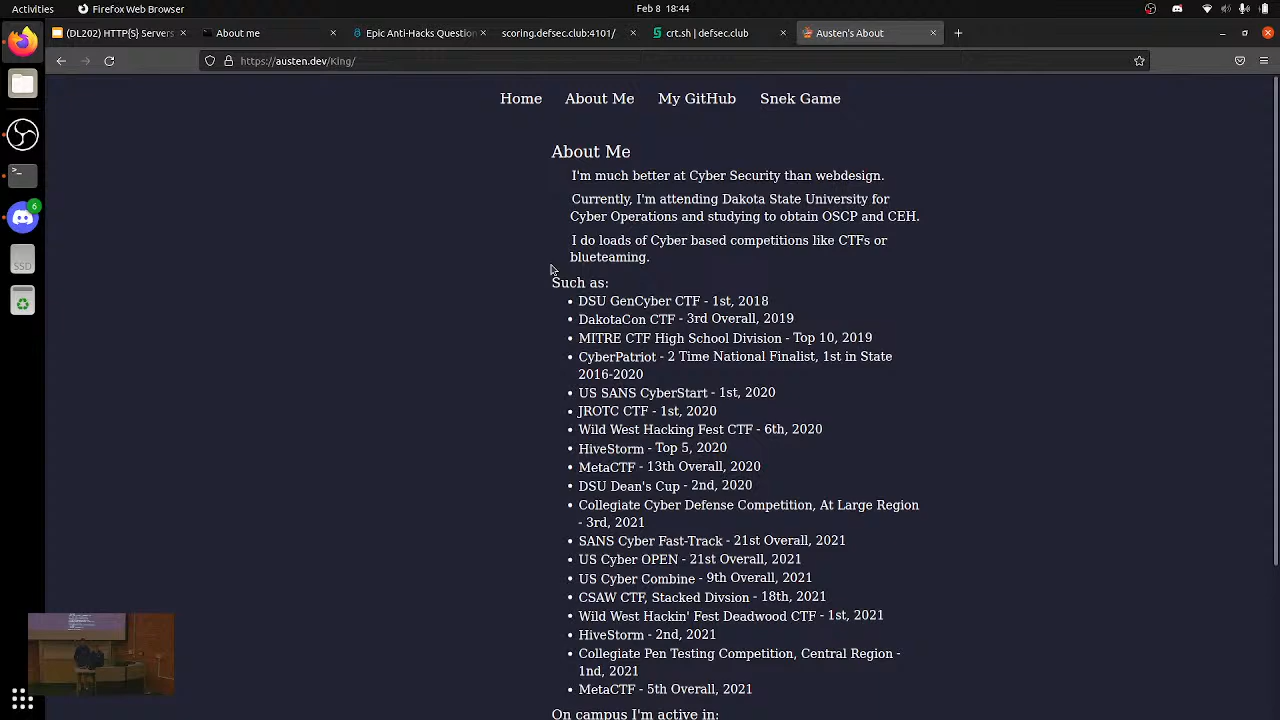 Activities
Firefox Web Browser
Feb 8 18:44
(DL202) HTTP(S) Servers
About me
Epic Anti-Hacks Question
scoring.defsec.club:4101/
crt.sh | defsec.club
Austen's About
https://austen.dev/King/
Home About Me My GitHub Snek Game
About Me
I'm much better at Cyber Security than webdesign.
Currently, I'm attending Dakota State University for
Cyber Operations and studying to obtain OSCP and CEH.
I do loads of Cyber based competitions like CTFs or
blueteaming.
Such as:
• DSU GenCyber CTF - 1st, 2018
• DakotaCon CTF - 3rd Overall, 2019
• MITRE CTF High School Division - Top 10, 2019
• CyberPatriot - 2 Time National Finalist, 1st in State
2016-2020
• US SANS CyberStart - 1st, 2020
• JROTC CTF - 1st, 2020
• Wild West Hacking Fest CTF - 6th, 2020
• HiveStorm - Top 5, 2020
• MetaCTF - 13th Overall, 2020
• DSU Dean's Cup - 2nd, 2020
• Collegiate Cyber Defense Competition, At Large Region
- 3rd, 2021
• SANS Cyber Fast-Track - 21st Overall, 2021
• US Cyber OPEN - 21st Overall, 2021
• US Cyber Combine - 9th Overall, 2021
• CSAW CTF, Stacked Divsion - 18th, 2021
• Wild West Hackin' Fest Deadwood CTF - 1st, 2021
• HiveStorm - 2nd, 2021
• Collegiate Pen Testing Competition, Central Region -
1nd, 2021
• MetaCTF - 5th Overall, 2021
On campus I'm active in:
6
SSD